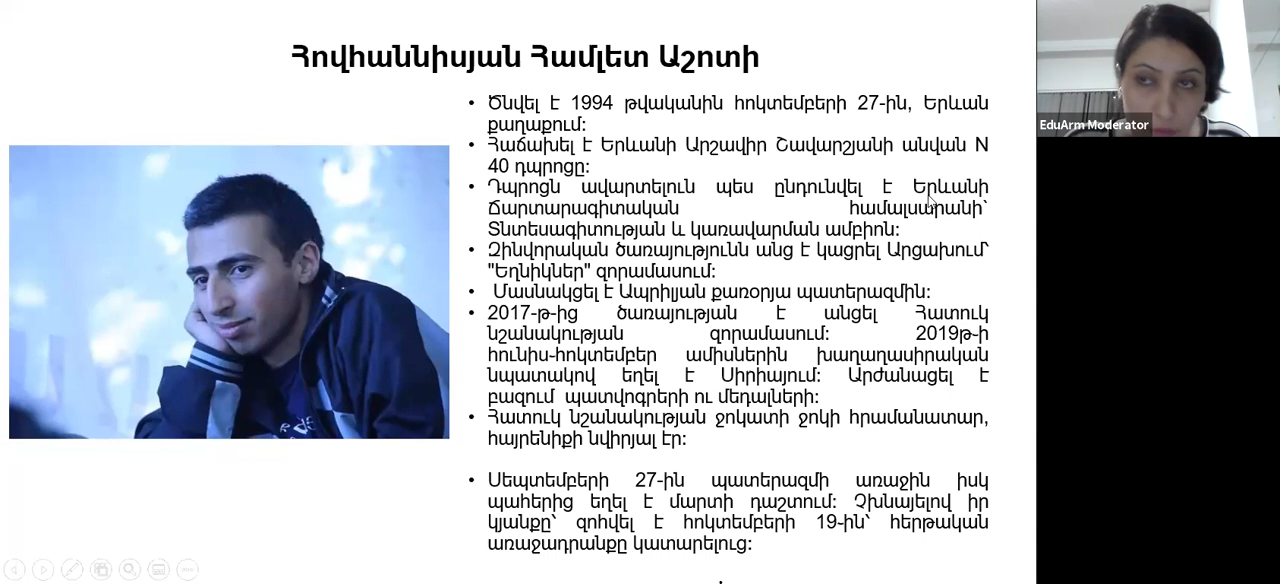 Հովհաննիսյան Համլետ Աշոտի
EduArm Moderator
• Ծնվել է 1994 թվականին հոկտեմբերի 27-ին, Երևան
քաղաքում:
• Հաճախել է Երևանի Արշավիր Շավարշյանի անվան N
40 դպրոցը:
• Դպրոցն ավարտելուն պես ընդունվել է Երևանի
Ճարտարագիտական համալսարանի՝
Տնտեսագիտության և կառավարման ամբիոն:
• Զինվորական ծառայությունն անց է կացրել Արցախում՝
"Եղնիկներ" զորամասում:
• Մասնակցել է Ապրիլյան քառօրյա պատերազմին:
• 2017-թ-ից ծառայության է անցել Հատուկ
նշանակության զորամասում: 2019թ-ի
հունիս-հոկտեմբեր ամիսներին խաղաղասիրական
նպատակով եղել է Սիրիայում: Արժանացել է
բազում պատվոգրերի ու մեդալների:
• Հատուկ նշանակության ջոկատի ջոկի հրամանատար,
հայրենիքի նվիրյալ էր:
• Սեպտեմբերի 27-ին պատերազմի առաջին իսկ
պահերից եղել է մարտի դաշտում: Չխնայելով իր
կյանքը՝ զոհվել է հոկտեմբերի 19-ին՝ հերթական
առաջադրանքը կատարելուց: